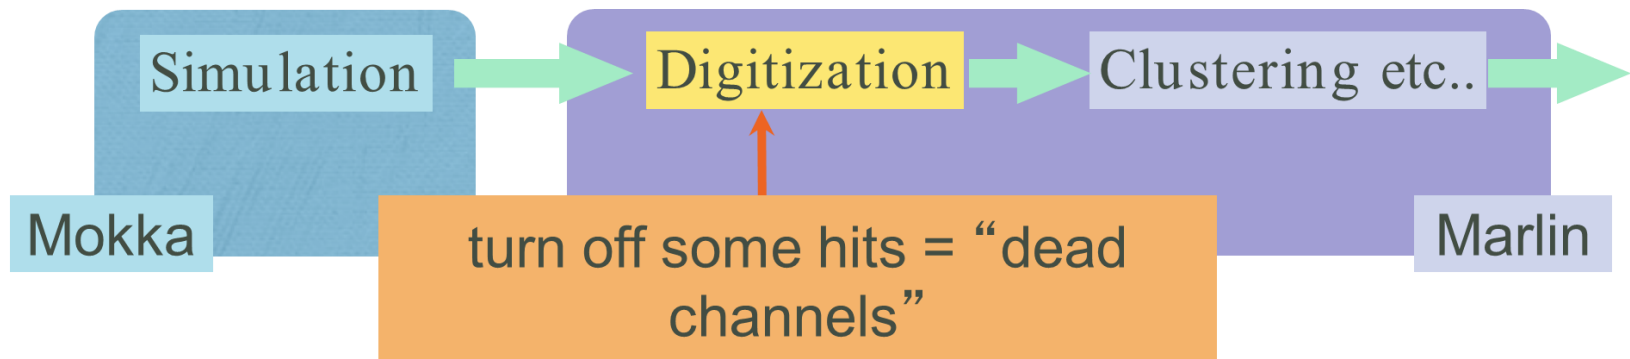 Simulation
Digitization
Clustering etc..
Mokka
turn off some hits = “dead
channels”
Marlin